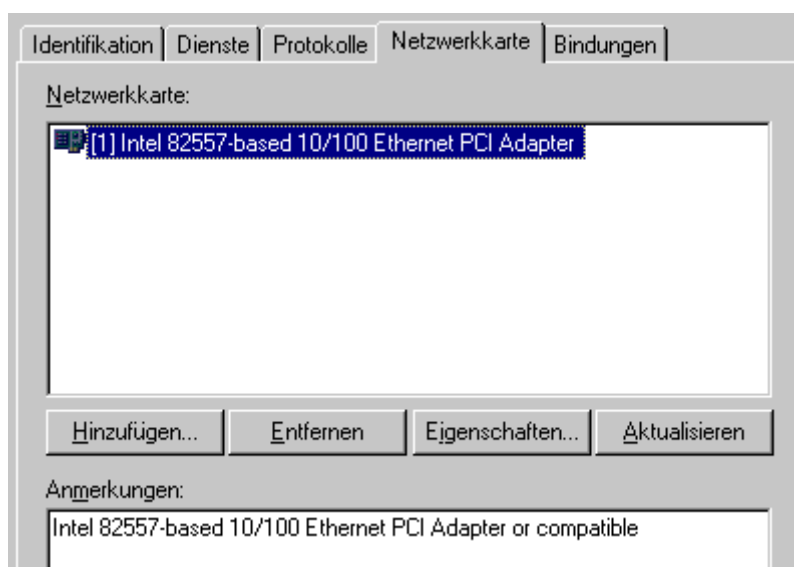 Identifikation Dienste Protokolle Netzwerkkarte Bindungen
Netzwerkkarte:
[1] Intel 82557-based 10/100 Ethernet PCI Adapter
Hinzufügen... Entfernen Eigenschaften... Aktualisieren
Anmerkungen:
Intel 82557-based 10/100 Ethernet PCI Adapter or compatible